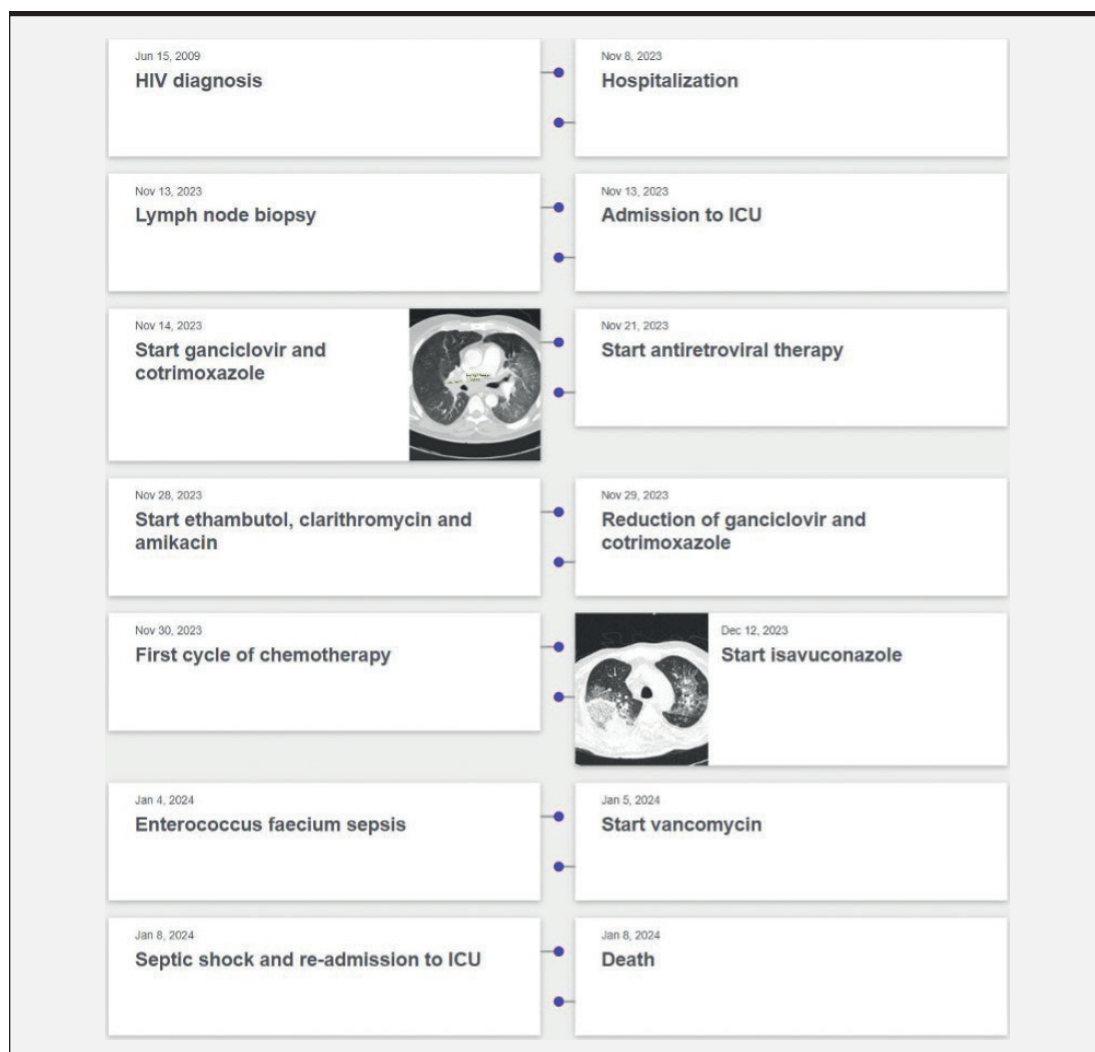 Jun 15, 2009
HIV diagnosis
Nov 8, 2023
Hospitalization
Nov 13, 2023
Lymph node biopsy
Nov 13, 2023
Admission to ICU
Nov 14, 2023
Start ganciclovir and
cotrimoxazole
Nov 21, 2023
Start antiretroviral therapy
Nov 28, 2023
Start ethambutol, clarithromycin and
amikacin
Nov 29, 2023
Reduction of ganciclovir and
cotrimoxazole
Nov 30, 2023
First cycle of chemotherapy
Dec 12, 2023
Start isavuconazole
Jan 4, 2024
Enterococcus faecium sepsis
Jan 5, 2024
Start vancomycin
Jan 8, 2024
Septic shock and re-admission to ICU
Jan 8, 2024
Death